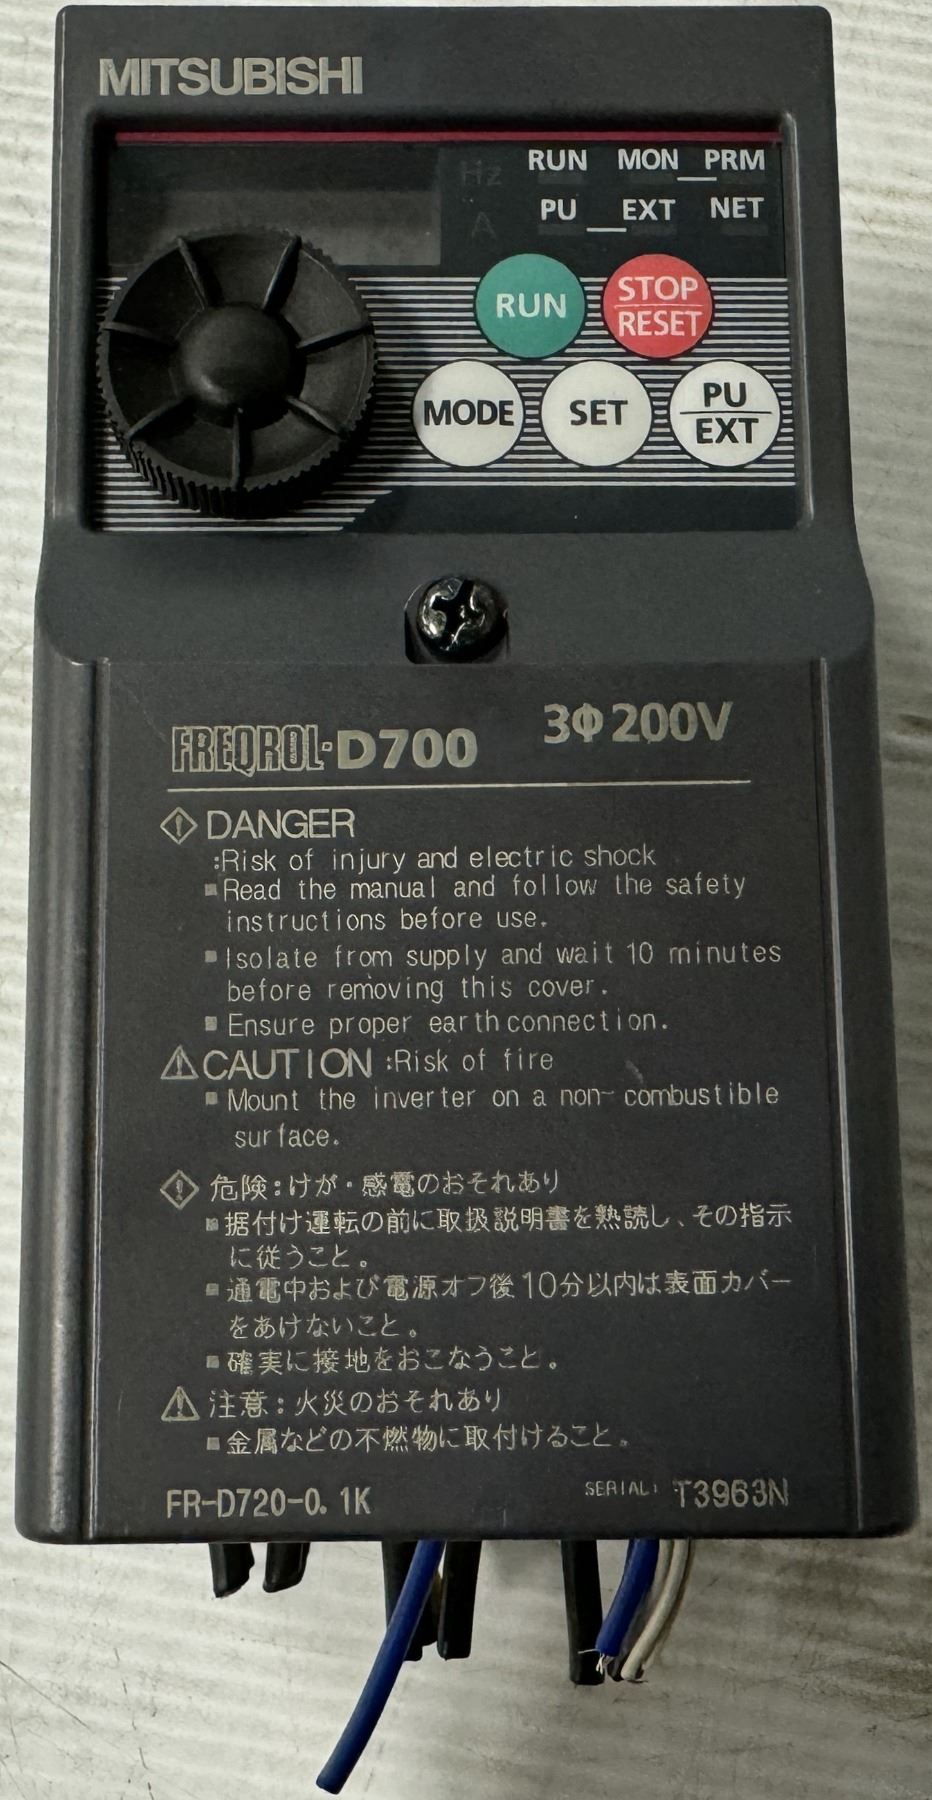 MITSUBISHI
Hz RUN MON PRM
A PU EXT NET
RUN STOP
RESET
MODE SET PU
EXT
FREQROL-D700 3Φ200V
DANGER
:Risk of injury and electric shock
Read the manual and follow the safety
instructions before use.
Isolate from supply and wait 10 minutes
before removing this cover.
Ensure proper earth connection.
CAUTION :Risk of fire
Mount the inverter on a non-combustible
surface.
危険:けが・感電のおそれあり
据付け運転の前に取扱説明書を熟読し、その指示
に従うこと。
通電中および電源オフ後10分以内は表面カバー
をあけないこと。
確実に接地をおこなうこと。
注意:火災のおそれあり
金属などの不燃物に取付けること。
FR-D720-0.1K SERIAL: T3963N